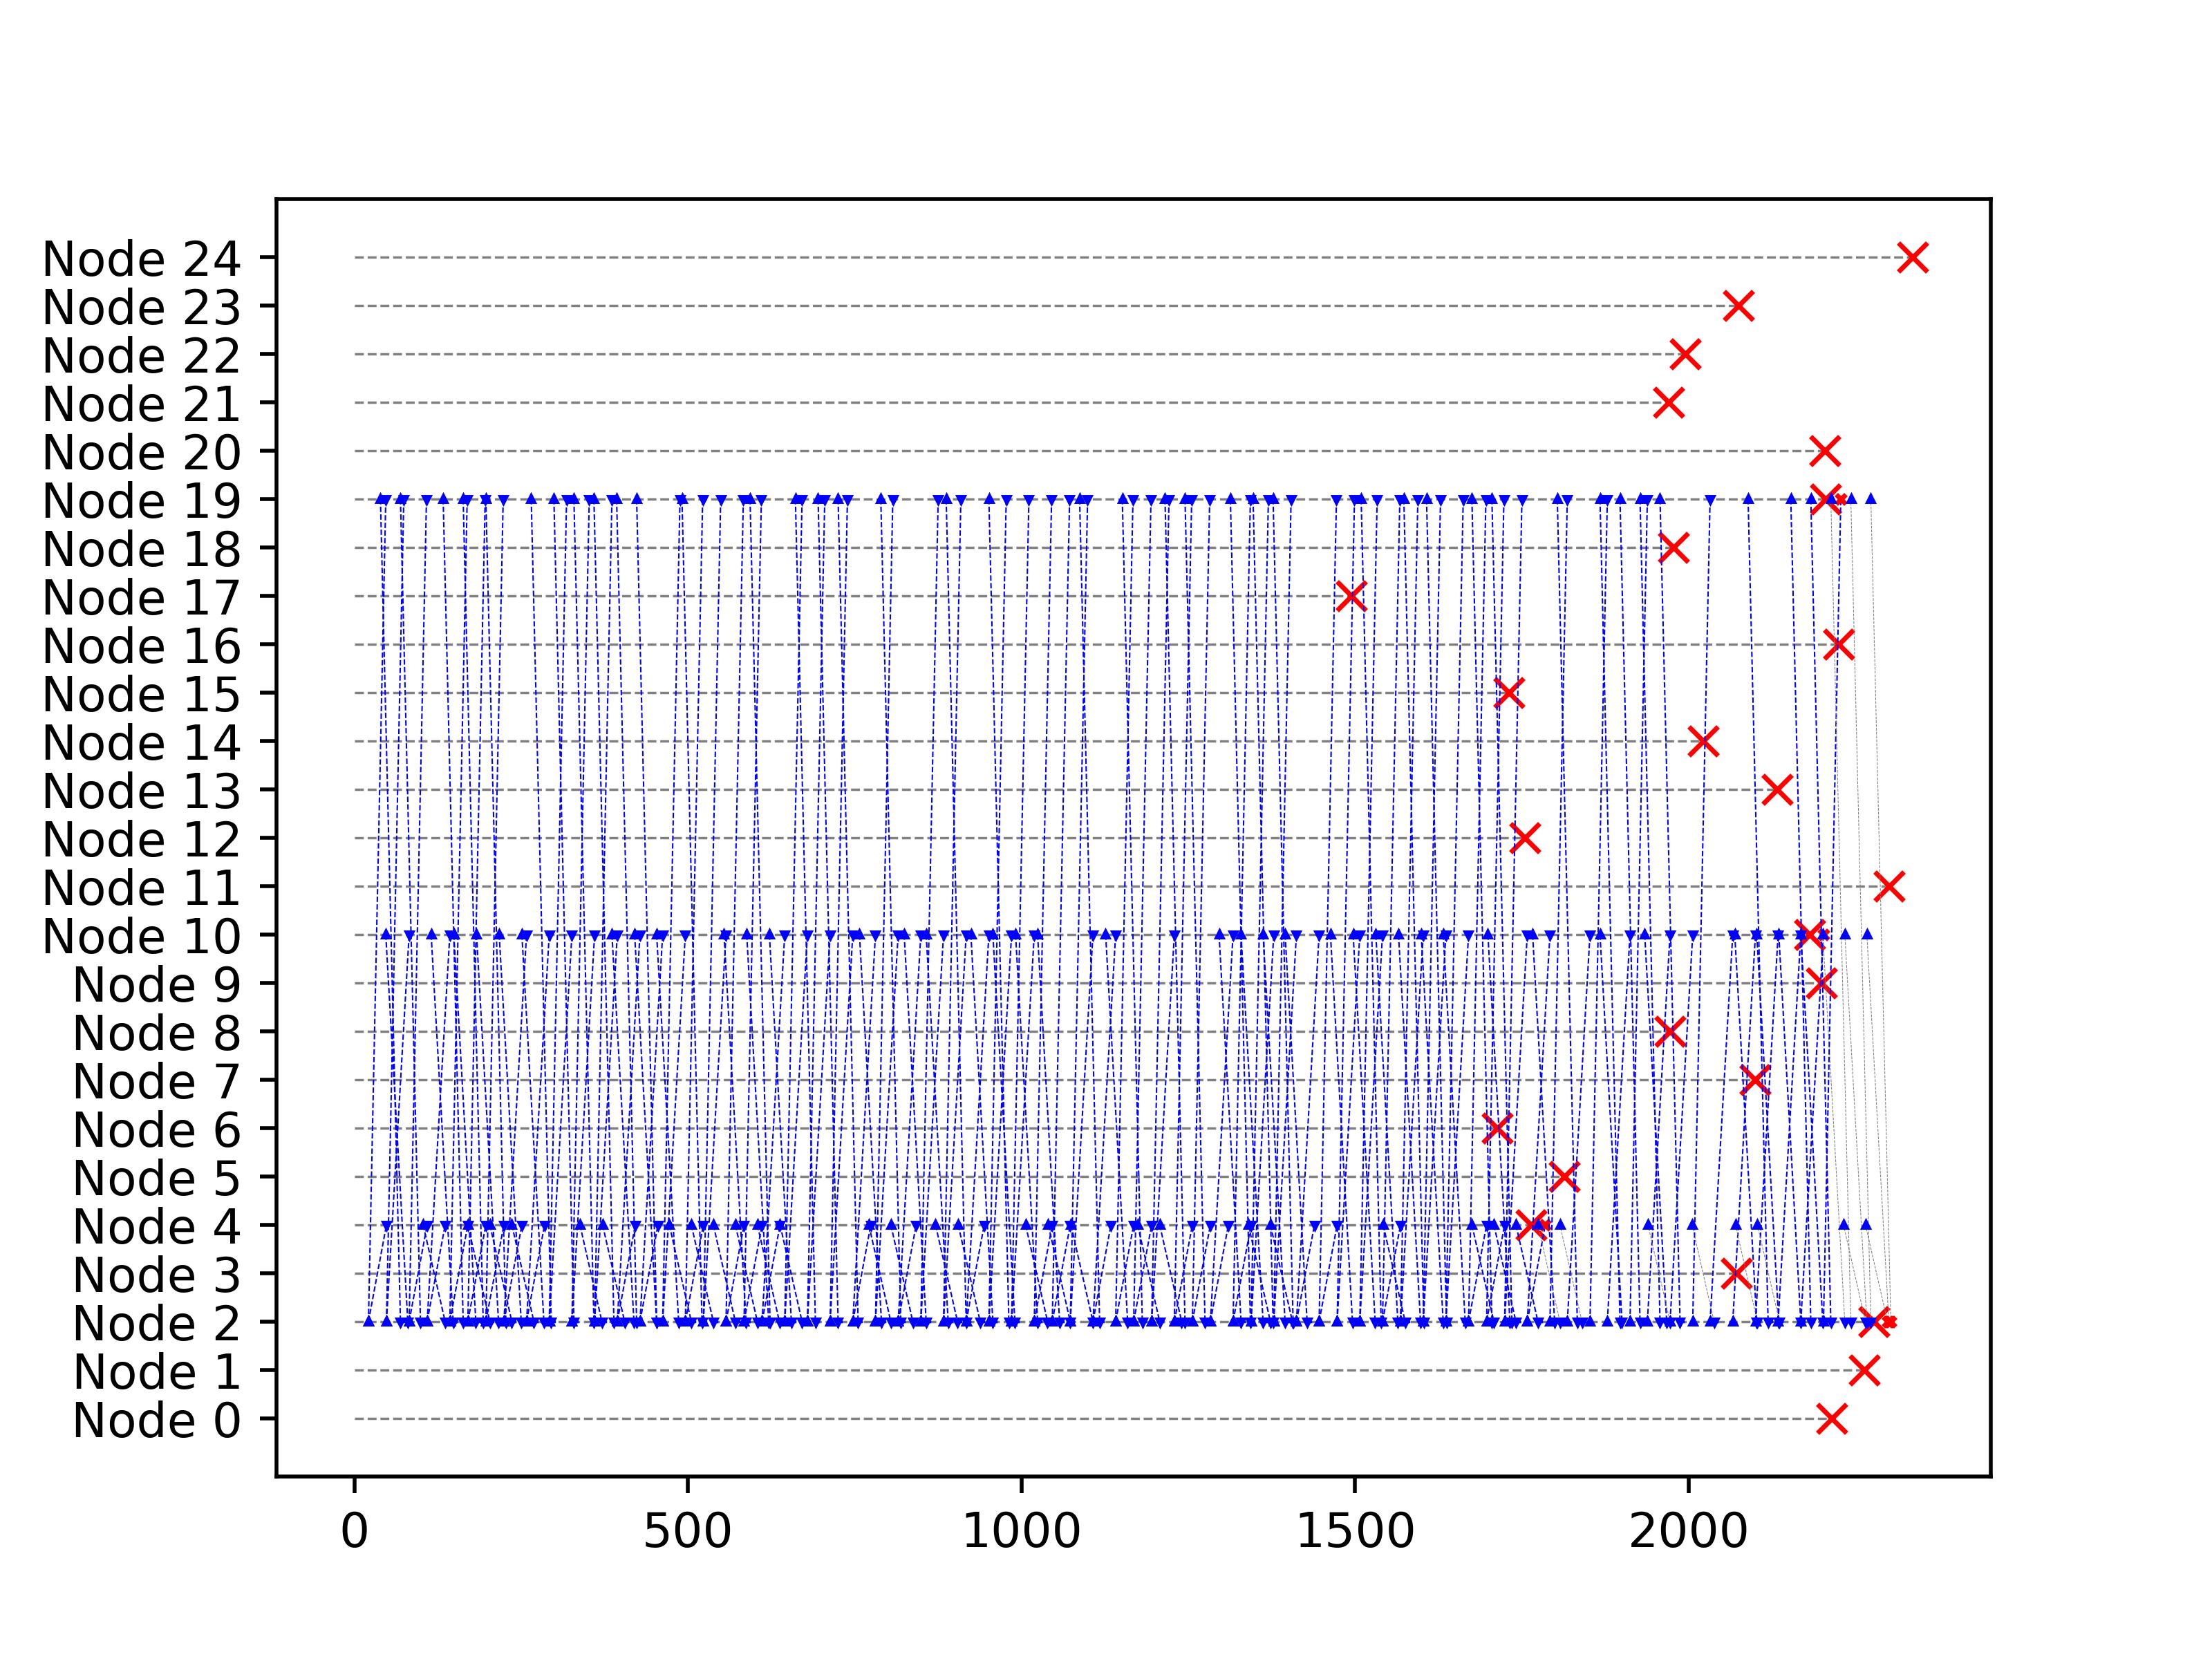 Node 24
Node 23
Node 22
Node 21
Node 20
Node 19
Node 18
Node 17
Node 16
Node 15
Node 14
Node 13
Node 12
Node 11
Node 10
Node 9
Node 8
Node 7
Node 6
Node 5
Node 4
Node 3
Node 2
Node 1
Node 0
0 500 1000 1500 2000